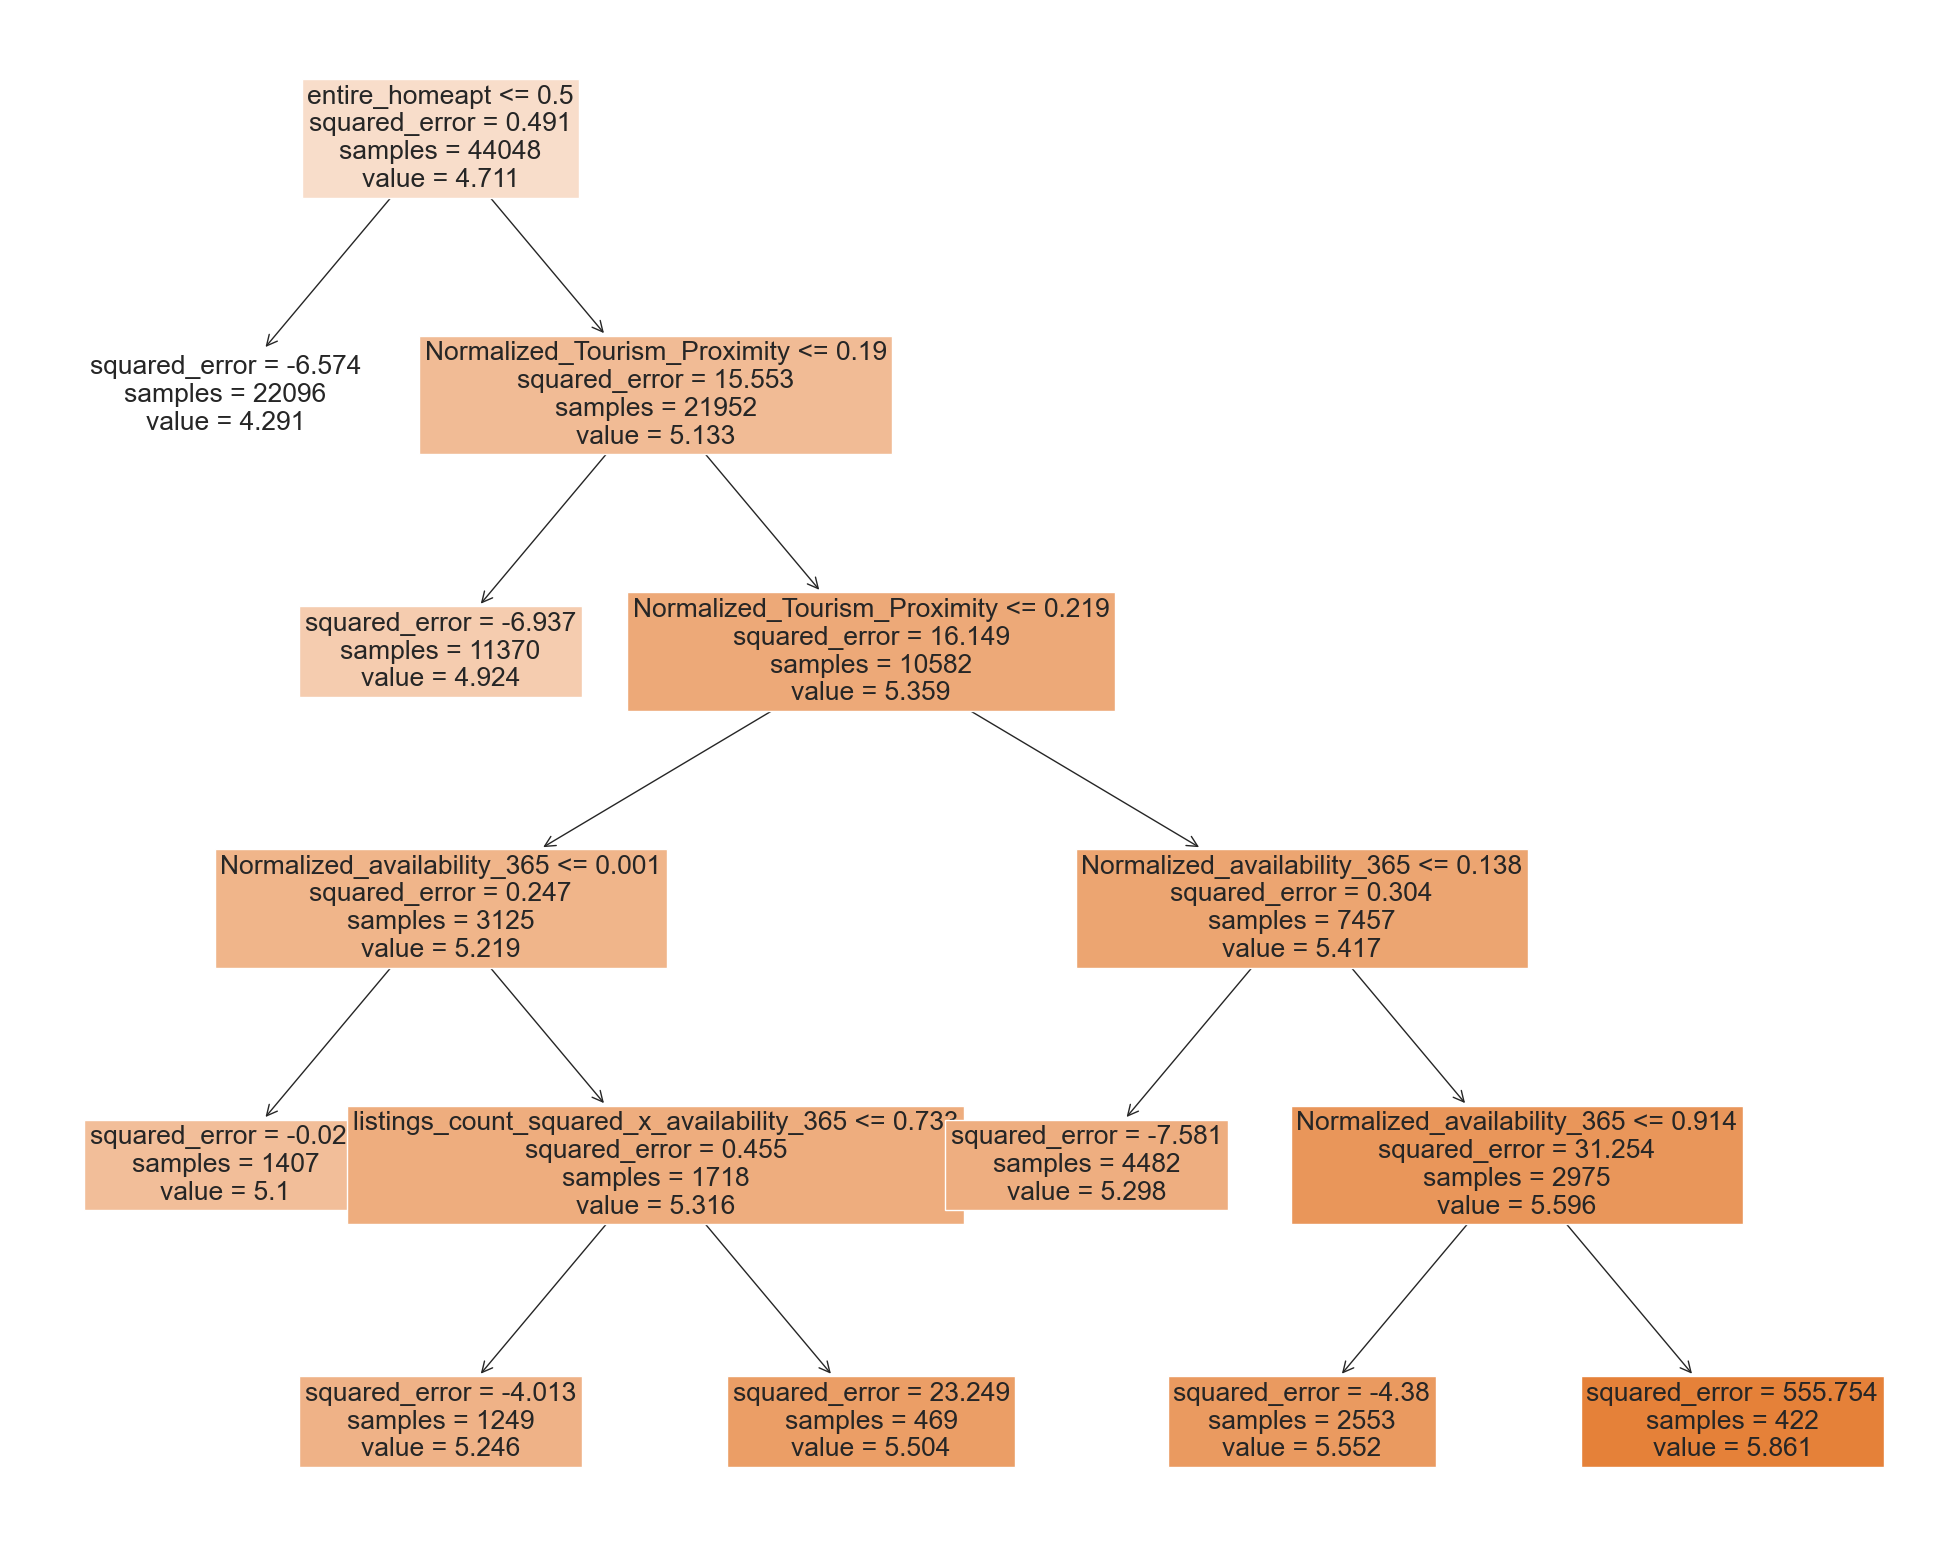 entire_homeapt <= 0.5
squared_error = 0.491
samples = 44048
value = 4.711
squared_error = -6.574
samples = 22096
value = 4.291
Normalized_Tourism_Proximity <= 0.19
squared_error = 15.553
samples = 21952
value = 5.133
squared_error = -6.937
samples = 11370
value = 4.924
Normalized_Tourism_Proximity <= 0.219
squared_error = 16.149
samples = 10582
value = 5.359
Normalized_availability_365 <= 0.001
squared_error = 0.247
samples = 3125
value = 5.219
Normalized_availability_365 <= 0.138
squared_error = 0.304
samples = 7457
value = 5.417
squared_error = -0.02
samples = 1407
value = 5.1
listings_count_squared_x_availability_365 <=
squared_error = 0.455
samples = 1718
value = 5.316
squared_error = -7.581
samples = 4482
value = 5.298
Normalized_availability_365 <= 0.914
squared_error = 31.254
samples = 2975
value = 5.596
squared_error = -4.013
samples = 1249
value = 5.246
squared_error = 23.249
samples = 469
value = 5.504
squared_error = -4.38
samples = 2553
value = 5.552
squared_error = 555.754
samples = 422
value = 5.861